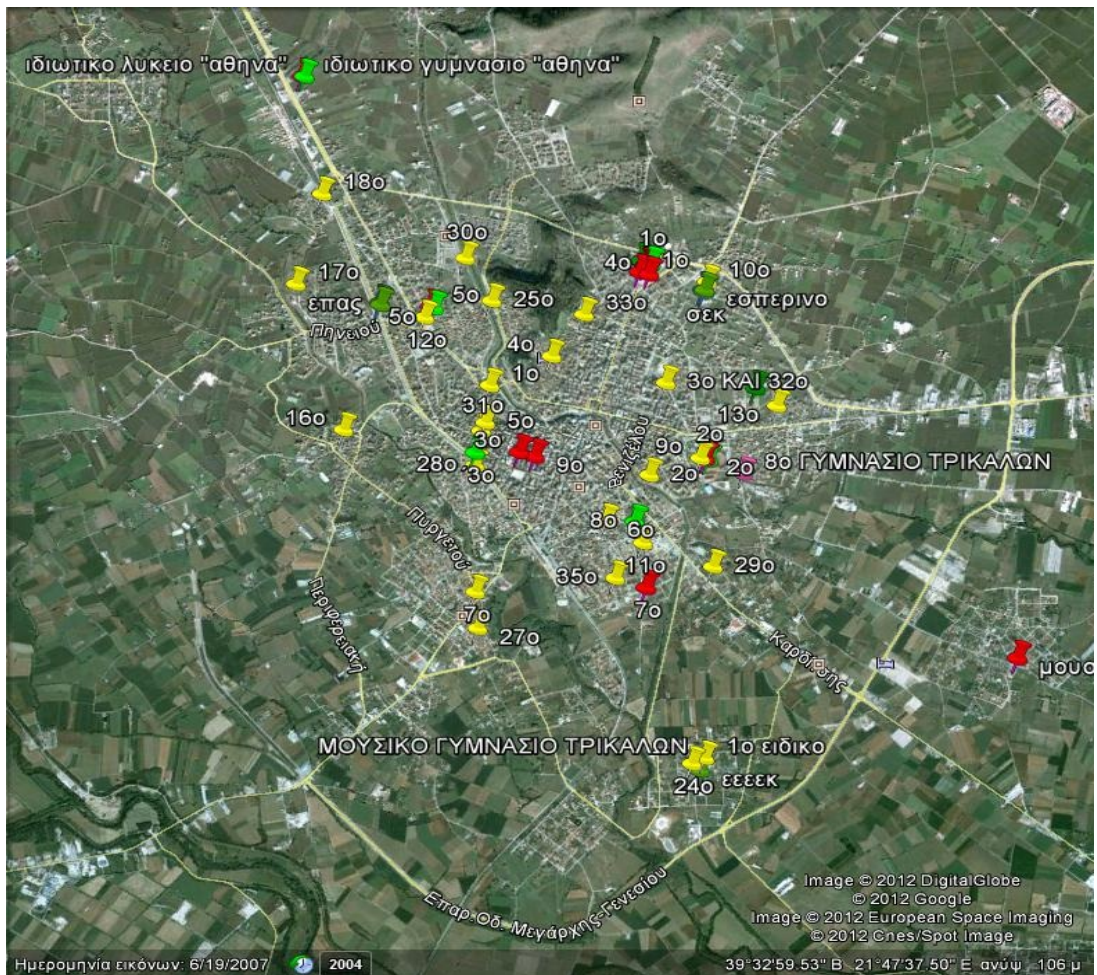 ιδιωτικο λυκειο "αθηνα"
ιδιωτικο γυμνασιο "αθηνα"
18ο
30ο
1ο
4ο
1ο
10ο
17ο
επας
5ο
25ο
33ο
εσπερινο
σεκ
Πηνειού
5ο
12ο
4ο
1ο
3ο ΚΑΙ 32ο
13ο
16ο
31ο
5ο
3ο
Βενιζέλου
2ο
9ο
28ο
3ο
9ο
2ο
2ο
8ο ΓΥΜΝΑΣΙΟ ΤΡΙΚΑΛΩΝ
Πυργετού
8ο
6ο
11ο
29ο
35ο
7ο
7ο
27ο
Περιφερειακή
Καρδίτσης
μουσ
ΜΟΥΣΙΚΟ ΓΥΜΝΑΣΙΟ ΤΡΙΚΑΛΩΝ
1ο ειδικο
24ο
εεεεκ
Επαρ.Οδ. Μεγάρχης-Γενεσίου
Image © 2012 DigitalGlobe
© 2012 Google
Image © 2012 European Space Imaging
© 2012 Cnes/Spot Image
Ημερομηνία εικόνων: 6/19/2007
2004
39°32'59.53" Β 21°47'37.50" Ε ανύψ 106 μ